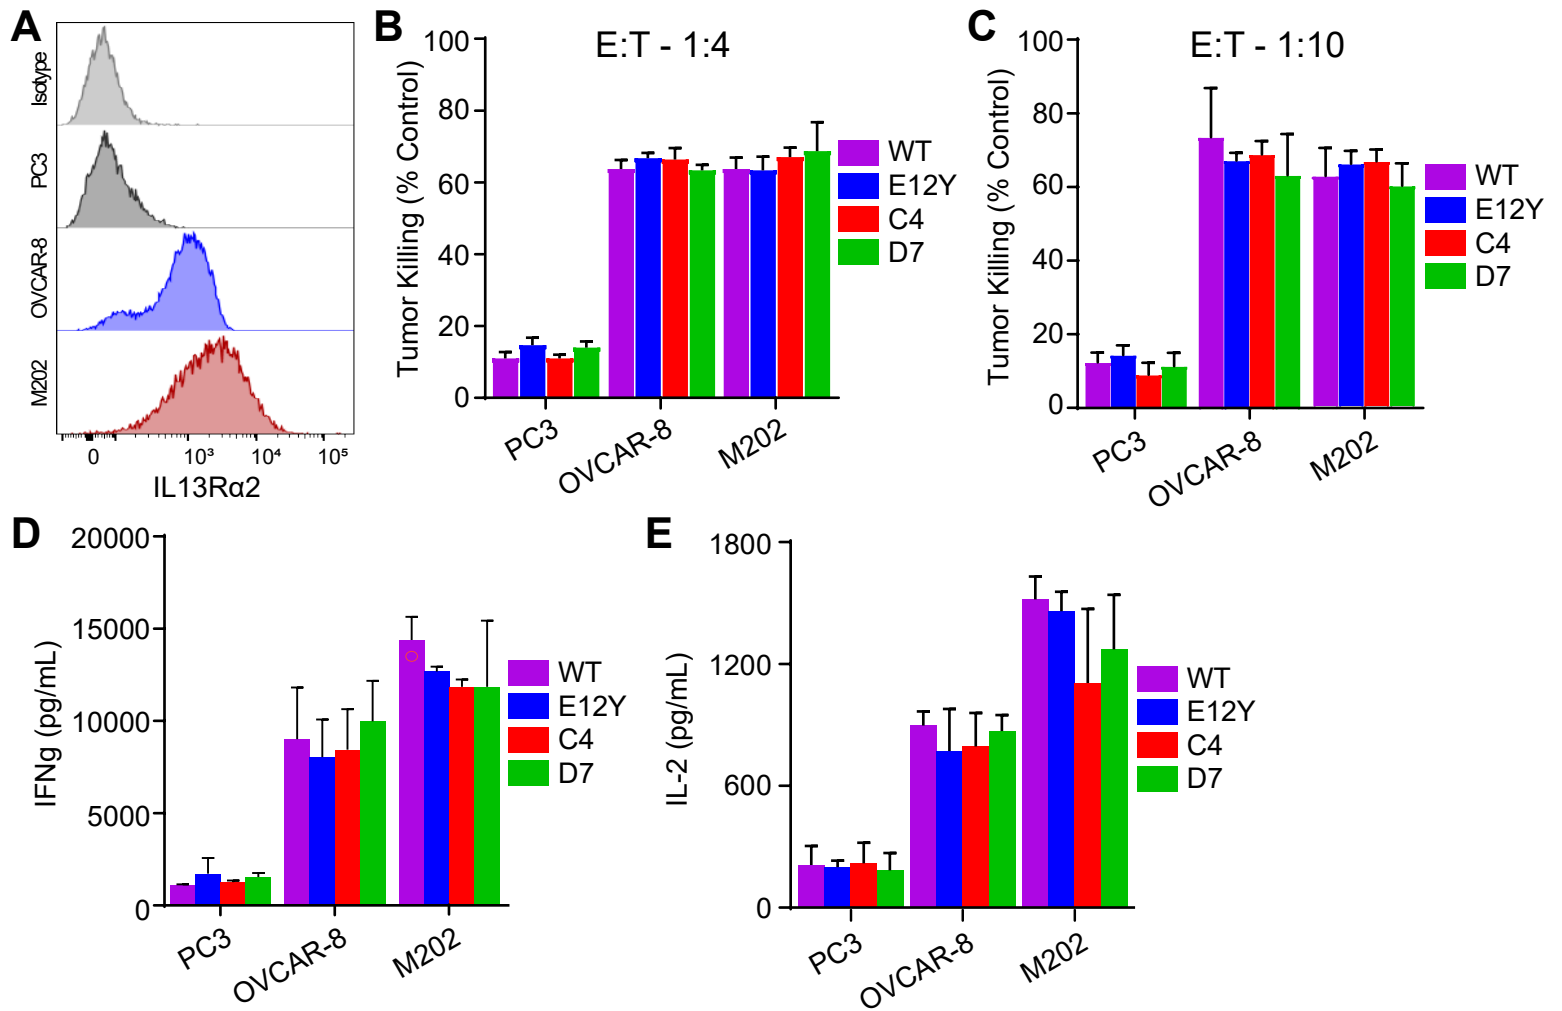 A
Isotype
PC3
OVCAR-8
M202
0
10³
10⁴
10⁵
IL13Rα2
B
E:T - 1:4
Tumor Killing (% Control)
100
80
60
40
20
0
PC3
OVCAR-8
M202
WT
E12Y
C4
D7
C
E:T - 1:10
Tumor Killing (% Control)
100
80
60
40
20
0
PC3
OVCAR-8
M202
WT
E12Y
C4
D7
D
IFNg (pg/mL)
20000
15000
10000
5000
0
PC3
OVCAR-8
M202
WT
E12Y
C4
D7
E
IL-2 (pg/mL)
1800
1200
600
0
PC3
OVCAR-8
M202
WT
E12Y
C4
D7